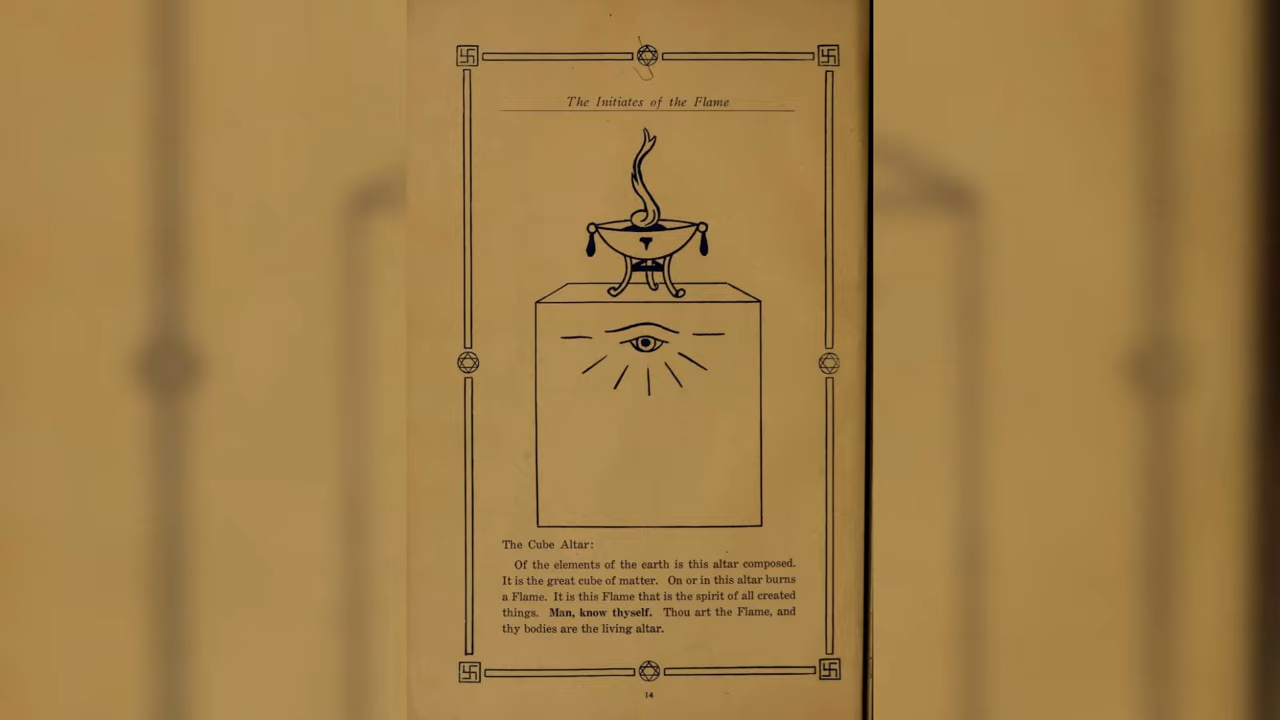 The Initiates of the Flame
The Cube Altar:
Of the elements of the earth is this altar composed.
It is the great cube of matter. On or in this altar burns
a Flame. It is this Flame that is the spirit of all created
things. Man, know thyself. Thou art the Flame, and
thy bodies are the living altar.
14